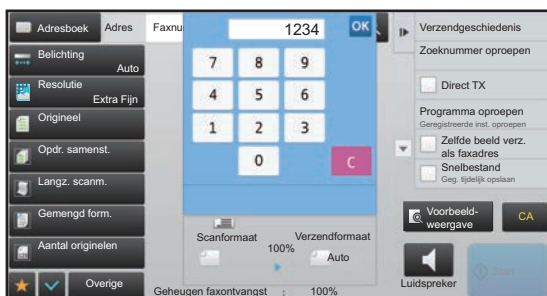 Adresboek
Adres
Faxnu
Belichting
Auto
Resolutie
Extra Fijn
Origineel
Opdr. samenst.
Langz. scanm.
Gemengd form.
Aantal originelen
Overige
1234
OK
7 8 9
4 5 6
1 2 3
0 C
Scanformaat
100%
Verzendformaat
Auto
Geheugen faxontvangst : 100%
Verzendgeschiedenis
Zoeknummer oproepen
Direct TX
Programma oproepen
Geregistreerde inst. oproepen
Zelfde beeld verz.
als faxadres
Snelbestand
Geg. tijdelijk opslaan
Voorbeeld-
weergave
CA
Luidspreker
Start